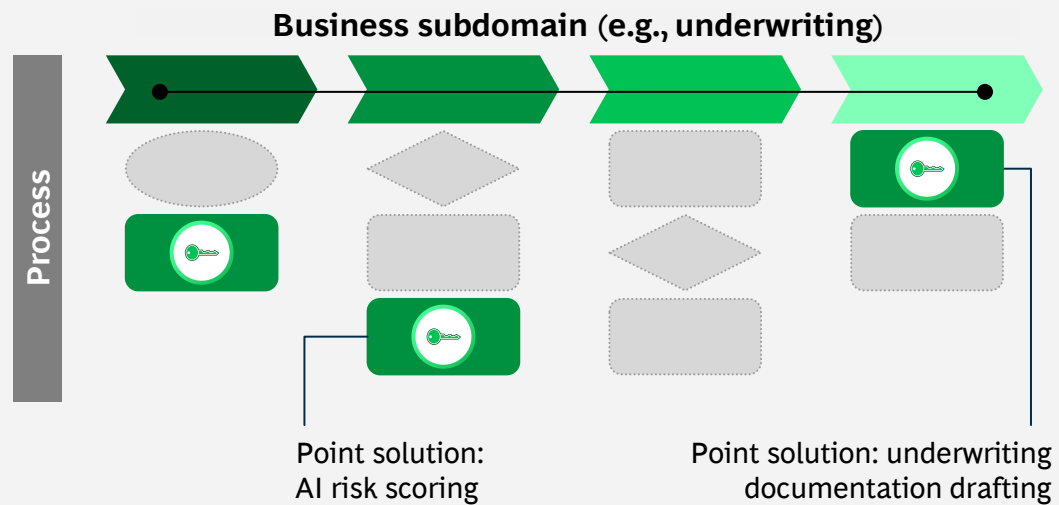 Business subdomain (e.g., underwriting)
Process
Point solution:
AI risk scoring
Point solution: underwriting
documentation drafting